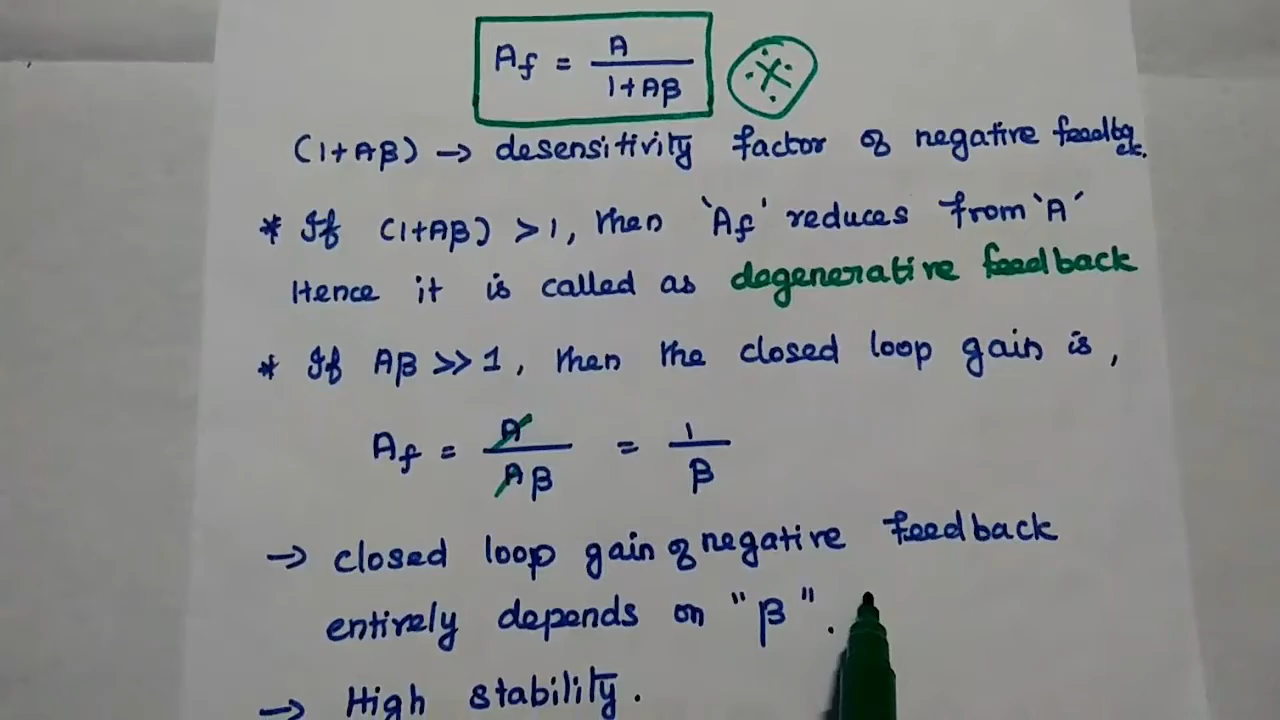 Af = A / 1+Aβ
(1+Aβ) → desensitivity factor of negative feedback.
* If (1+Aβ) >1, then 'Af' reduces from 'A'
Hence it is called as degenerative feedback
* If Aβ >> 1, then the closed loop gain is,
Af = A / Aβ = 1 / β
→ closed loop gain of negative feedback
entirely depends on "β".
→ High stability.